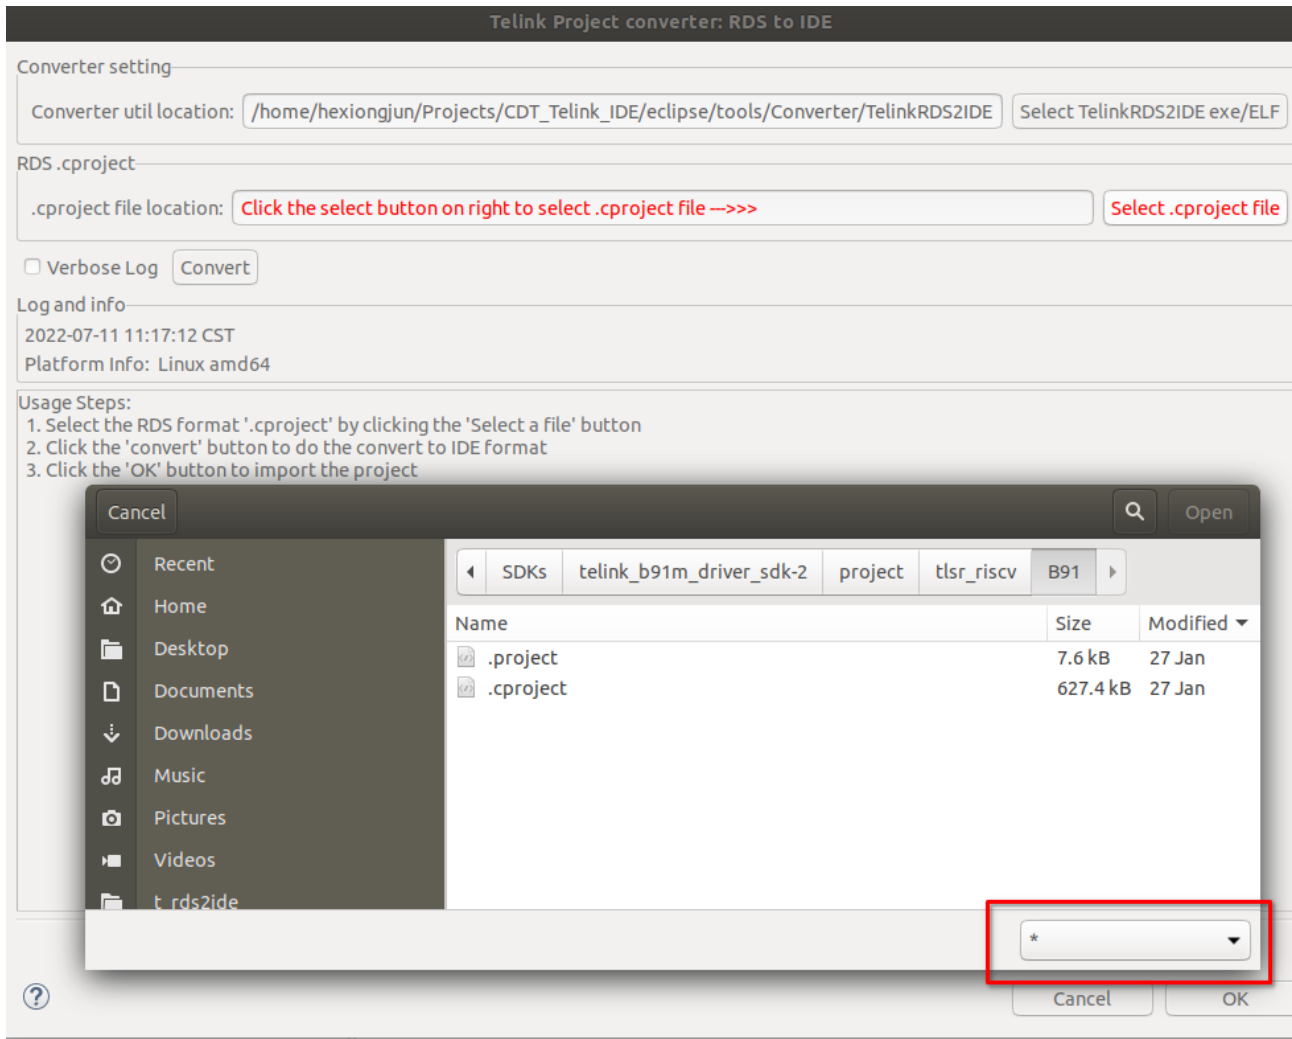 Telink Project converter: RDS to IDE
Converter setting
Converter util location: /home/hexiongjun/Projects/CDT_Telink_IDE/eclipse/tools/Converter/TelinkRDS2IDE Select TelinkRDS2IDE exe/ELF
RDS .cproject
.cproject file location: Click the select button on right to select .cproject file --->>> Select .cproject file
Verbose Log Convert
Log and info
2022-07-11 11:17:12 CST
Platform Info: Linux amd64
Usage Steps:
1. Select the RDS format '.cproject' by clicking the 'Select a file' button
2. Click the 'convert' button to do the convert to IDE format
3. Click the 'OK' button to import the project
Cancel Open
Recent
Home
Desktop
Documents
Downloads
Music
Pictures
Videos
t_rds2ide
SDKs telink_b91m_driver_sdk-2 project tlsr_riscv B91
Name Size Modified
.project 7.6 kB 27 Jan
.cproject 627.4 kB 27 Jan
*
? Cancel OK